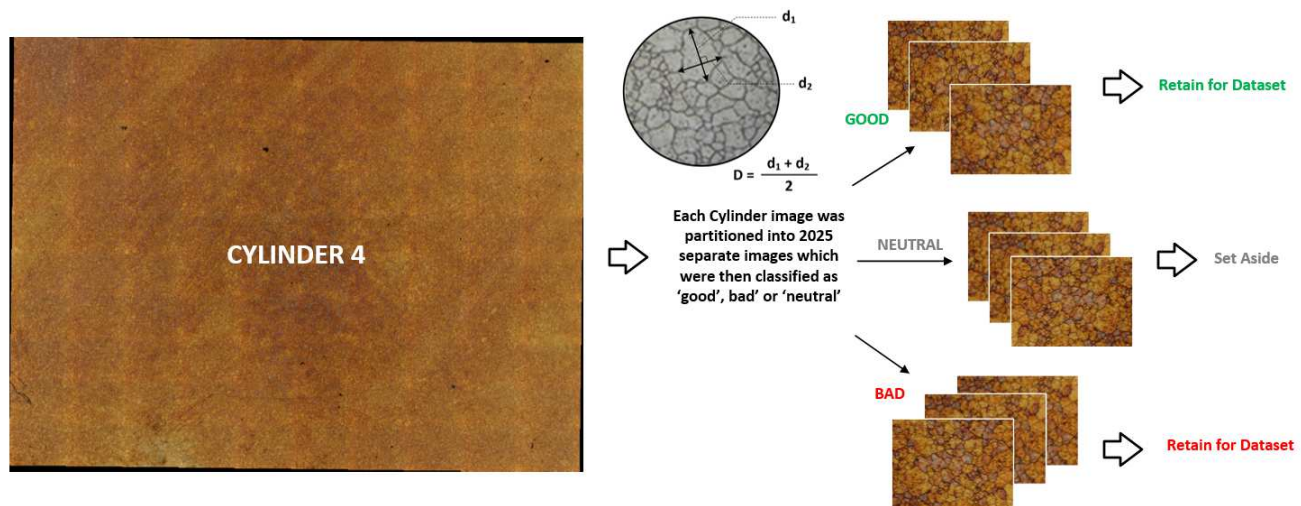 CYLINDER 4
d₁
d₂
D = d₁ + d₂ / 2
Each Cylinder image was
partitioned into 2025
separate images which
were then classified as
‘good’, bad’ or ‘neutral’
GOOD
Retain for Dataset
NEUTRAL
Set Aside
BAD
Retain for Dataset